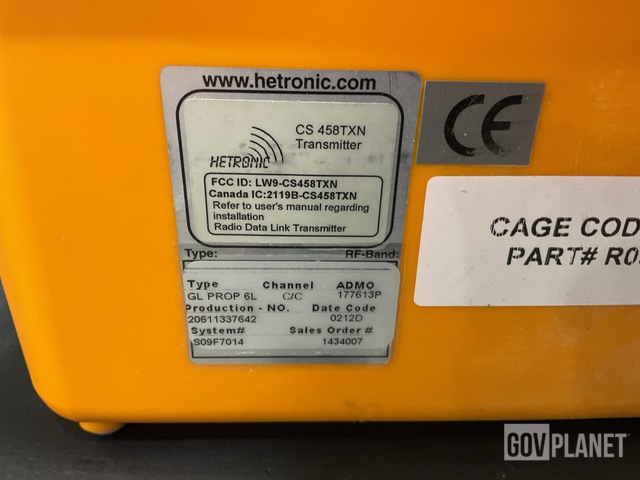 www.hetronic.com
HETRONIC
CS 458TXN
Transmitter
FCC ID: LW9-CS458TXN
Canada IC:2119B-CS458TXN
Refer to user's manual regarding
installation
Radio Data Link Transmitter
Type: RF-Band:
Type Channel ADMO
GL PROP 6L C/C 177613P
Production - NO. Date Code
20611337642 0212D
System# Sales Order #
S09F7014 1434007
CE
CAGE COD
PART# R0
GOVPLANET